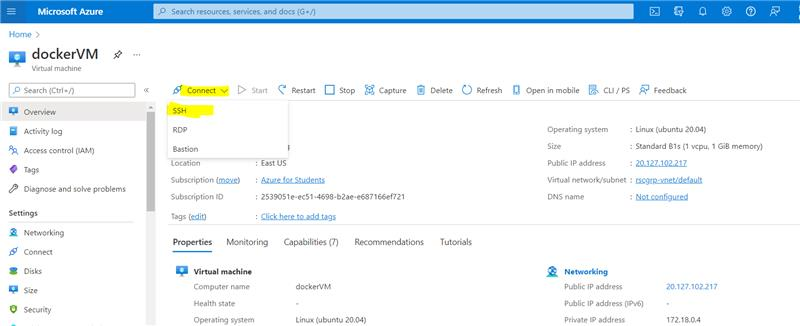 Microsoft Azure
Search resources, services, and docs (G+/)
Home >
dockerVM
Virtual machine
Search (Ctrl+/)
Connect Start Restart Stop Capture Delete Refresh Open in mobile CLI / PS Feedback
Overview
Activity log
Access control (IAM)
Tags
Diagnose and solve problems
Settings
Networking
Connect
Disks
Size
Security
SSH
RDP
Bastion
Location : East US
Subscription (move) : Azure for Students
Subscription ID : 2539051e-ec51-4698-b2ae-e687166ef721
Tags (edit) : Click here to add tags
Operating system : Linux (ubuntu 20.04)
Size : Standard B1s (1 vcpu, 1 GiB memory)
Public IP address : 20.127.102.217
Virtual network/subnet : rscgrp-vnet/default
DNS name : Not configured
Properties Monitoring Capabilities (7) Recommendations Tutorials
Virtual machine
Computer name dockerVM
Health state -
Operating system Linux (ubuntu 20.04)
Networking
Public IP address 20.127.102.217
Public IP address (IPv6) -
Private IP address 172.18.0.4